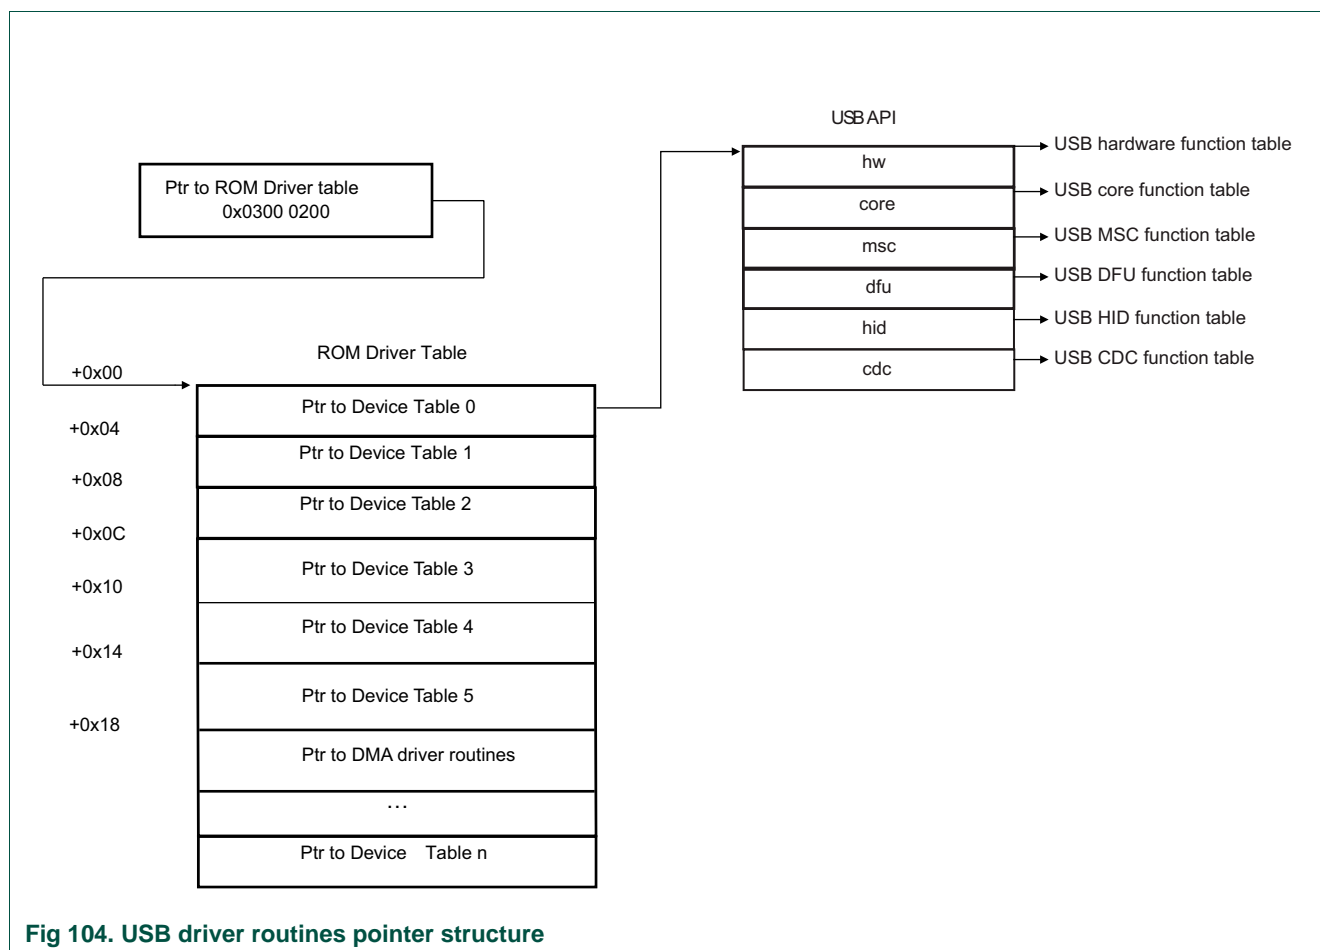 USB API
hw
USB hardware function table
core
USB core function table
msc
USB MSC function table
dfu
USB DFU function table
hid
USB HID function table
cdc
USB CDC function table
Ptr to ROM Driver table
0x0300 0200
ROM Driver Table
+0x00
Ptr to Device Table 0
+0x04
Ptr to Device Table 1
+0x08
Ptr to Device Table 2
+0x0C
Ptr to Device Table 3
+0x10
Ptr to Device Table 4
+0x14
Ptr to Device Table 5
+0x18
Ptr to DMA driver routines
...
Ptr to Device Table n
Fig 104. USB driver routines pointer structure